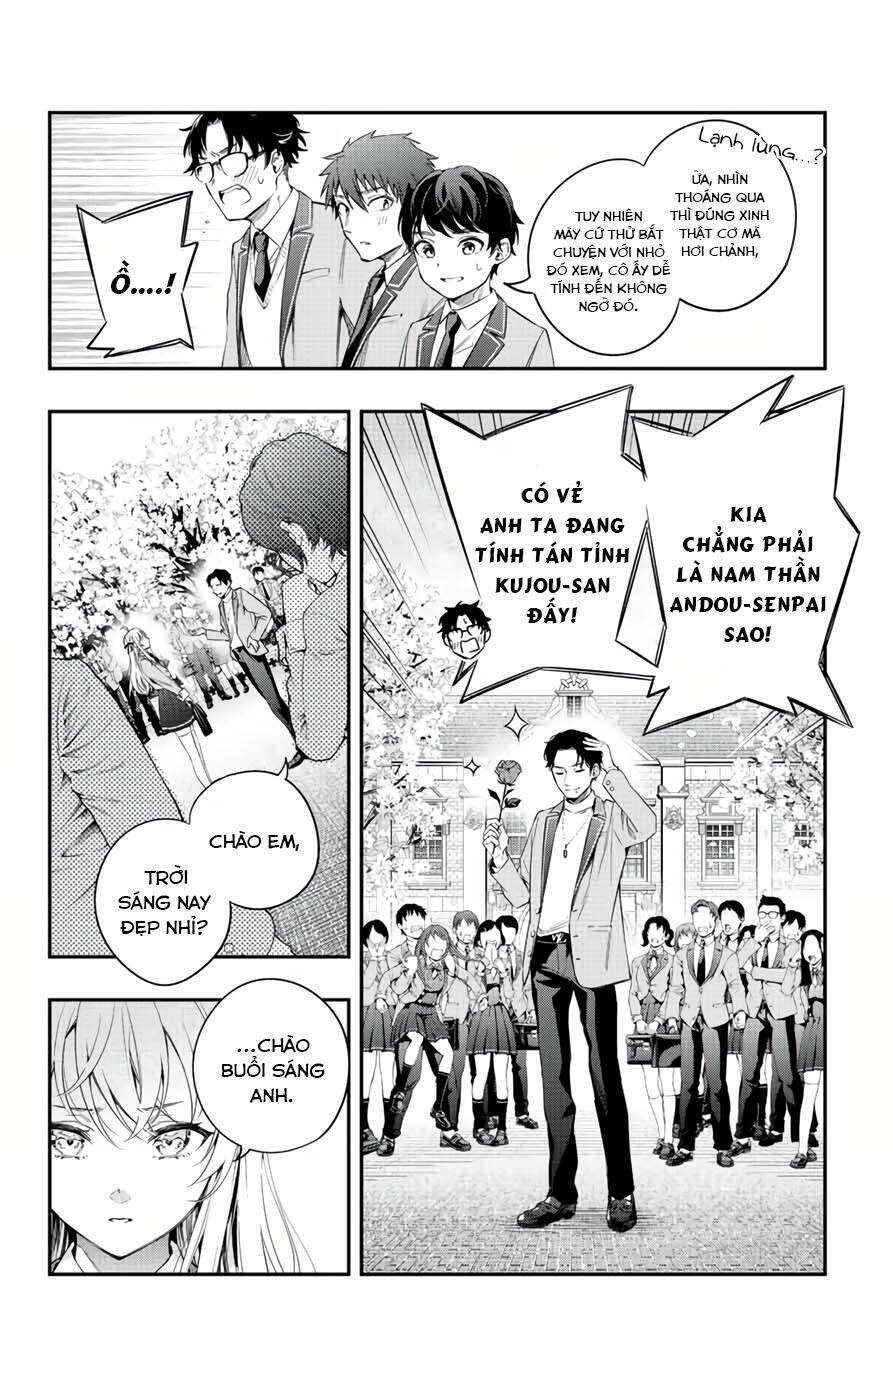 Lạnh lùng...?
ỪA, NHÌN
THOÁNG QUA
THÌ ĐÚNG XINH
THẬT CƠ MÀ
HƠI CHẢNH,
TUY NHIÊN
MÀY CỨ THỬ BẮT
CHUYỆN VỚI NHỎ
ĐÓ XEM, CÔ ẤY DỄ
TÍNH ĐẾN KHÔNG
NGỜ ĐÓ.
Ồ....!
KIA
CHẲNG PHẢI
LÀ NAM THẦN
ANDOU-SENPAI
SAO!
CÓ VẺ
ANH TA ĐANG
TÍNH TÁN TỈNH
KUJOU-SAN
ĐẤY!
CHÀO EM,
TRỜI
SÁNG NAY
ĐẸP NHỈ?
...CHÀO
BUỔI SÁNG
ANH.